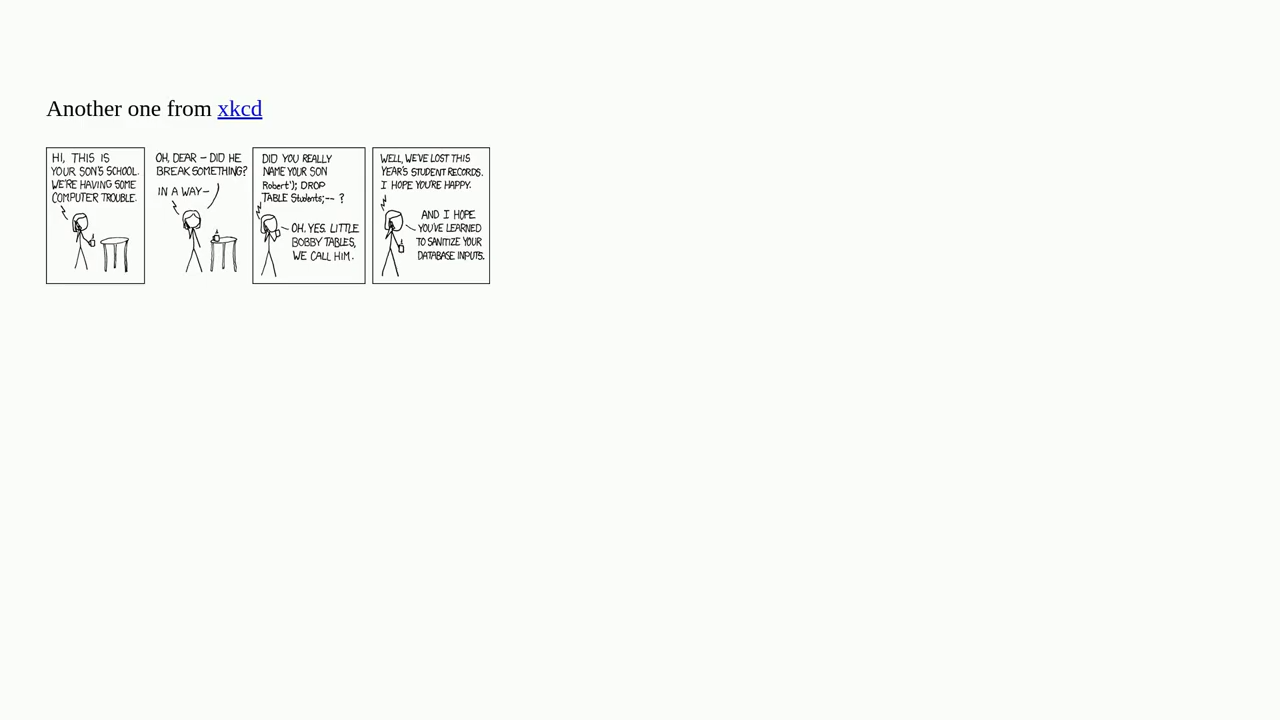 Another one from xkcd
HI, THIS IS
YOUR SON'S SCHOOL.
WE'RE HAVING SOME
COMPUTER TROUBLE.
OH, DEAR – DID HE
BREAK SOMETHING?
IN A WAY–
DID YOU REALLY
NAME YOUR SON
Robert'); DROP
TABLE Students;-- ?
OH. YES. LITTLE
BOBBY TABLES,
WE CALL HIM.
WELL, WE'VE LOST THIS
YEAR'S STUDENT RECORDS.
I HOPE YOU'RE HAPPY.
AND I HOPE
YOU'VE LEARNED
TO SANITIZE YOUR
DATABASE INPUTS.